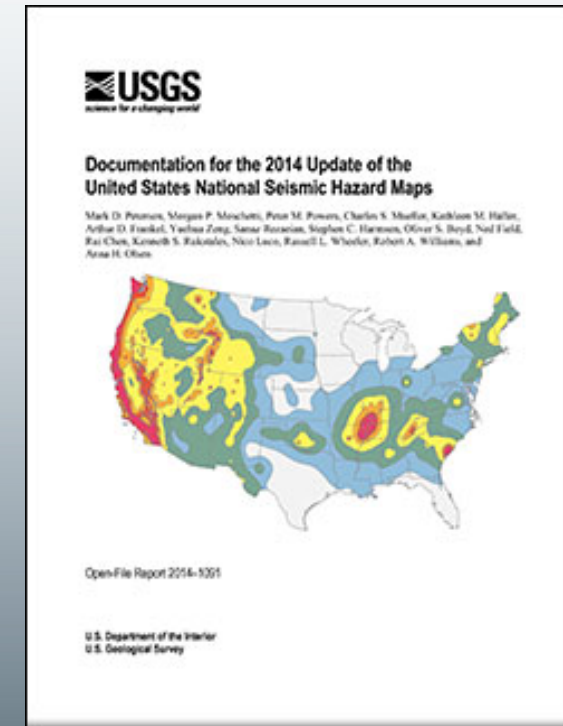 USGS
science for a changing world
Documentation for the 2014 Update of the
United States National Seismic Hazard Maps
Mark D. Petersen, Morgan P. Moschetti, Peter M. Powers, Charles S. Mueller, Kathleen M. Haller,
Arthur D. Frankel, Yuehua Zeng, Sanaz Rezaeian, Stephen C. Harmsen, Oliver S. Boyd, Ned Field,
Rui Chen, Kenneth S. Rukstales, Nico Luco, Russell L. Wheeler, Robert A. Williams, and
Anna H. Olsen
Open-File Report 2014–1091
U.S. Department of the Interior
U.S. Geological Survey